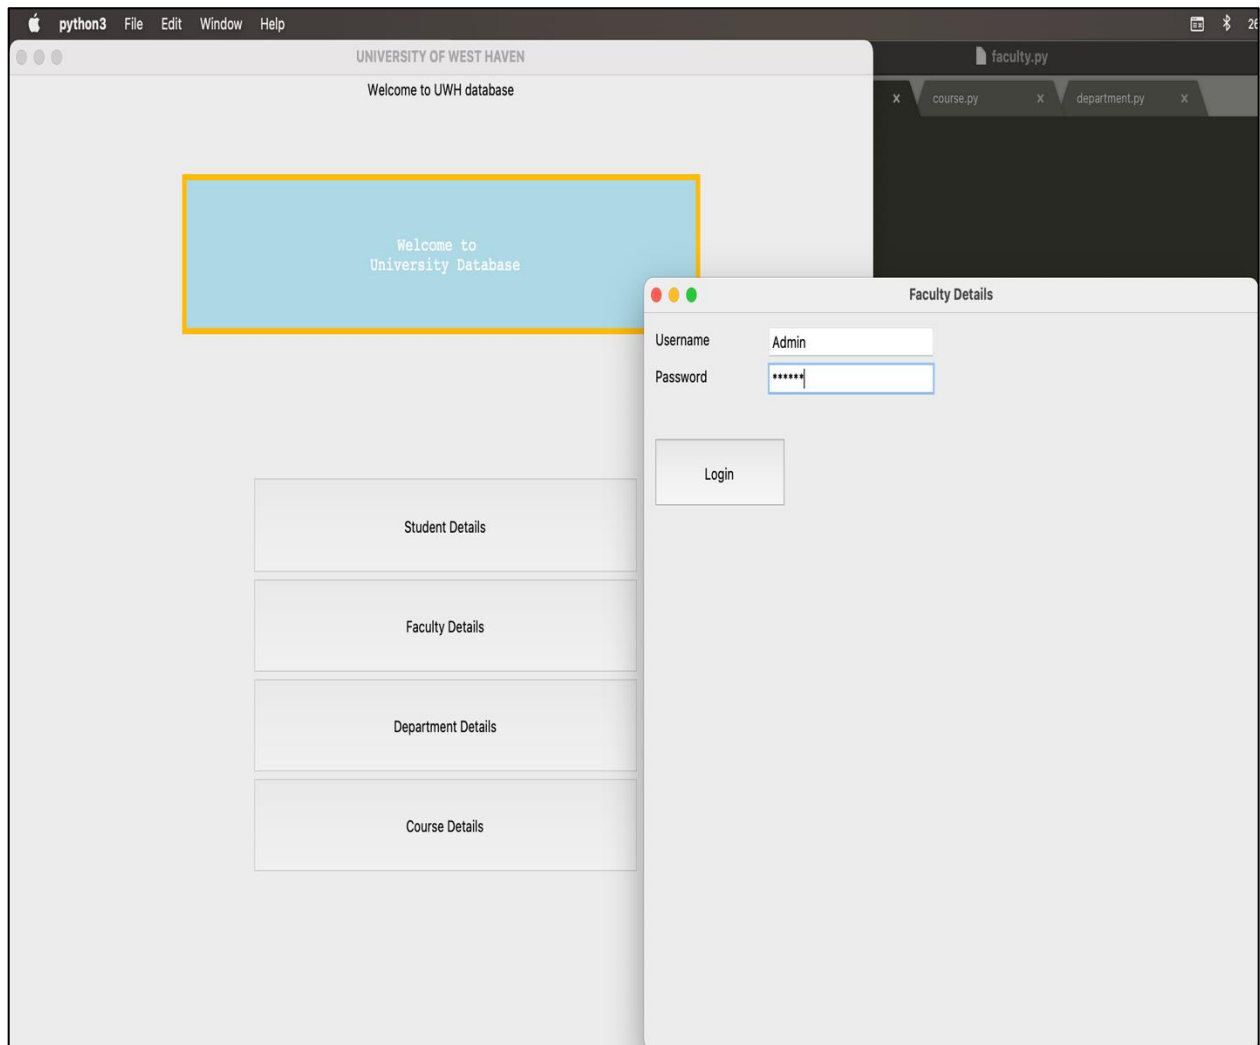 python3 File Edit Window Help
UNIVERSITY OF WEST HAVEN
faculty.py
Welcome to UWH database
course.py
department.py
Welcome to
University Database
Faculty Details
Username Admin
Password ******
Login
Student Details
Faculty Details
Department Details
Course Details